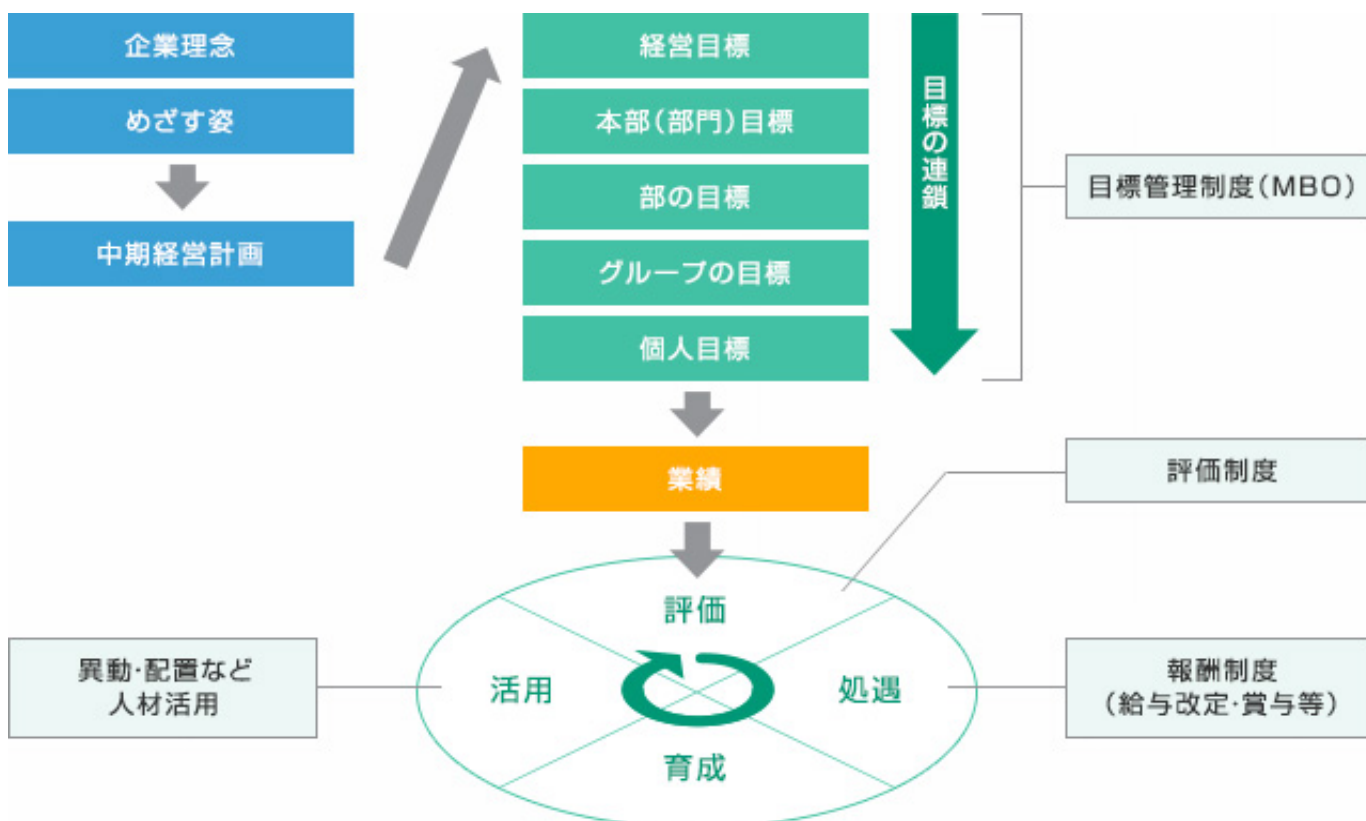 企業理念
めざす姿
中期経営計画
経営目標
本部(部門)目標
部の目標
グループの目標
個人目標
目標の連鎖
目標管理制度(MBO)
業績
評価制度
評価
活用
処遇
育成
異動·配置など
人材活用
報酬制度
(給与改定·賞与等)